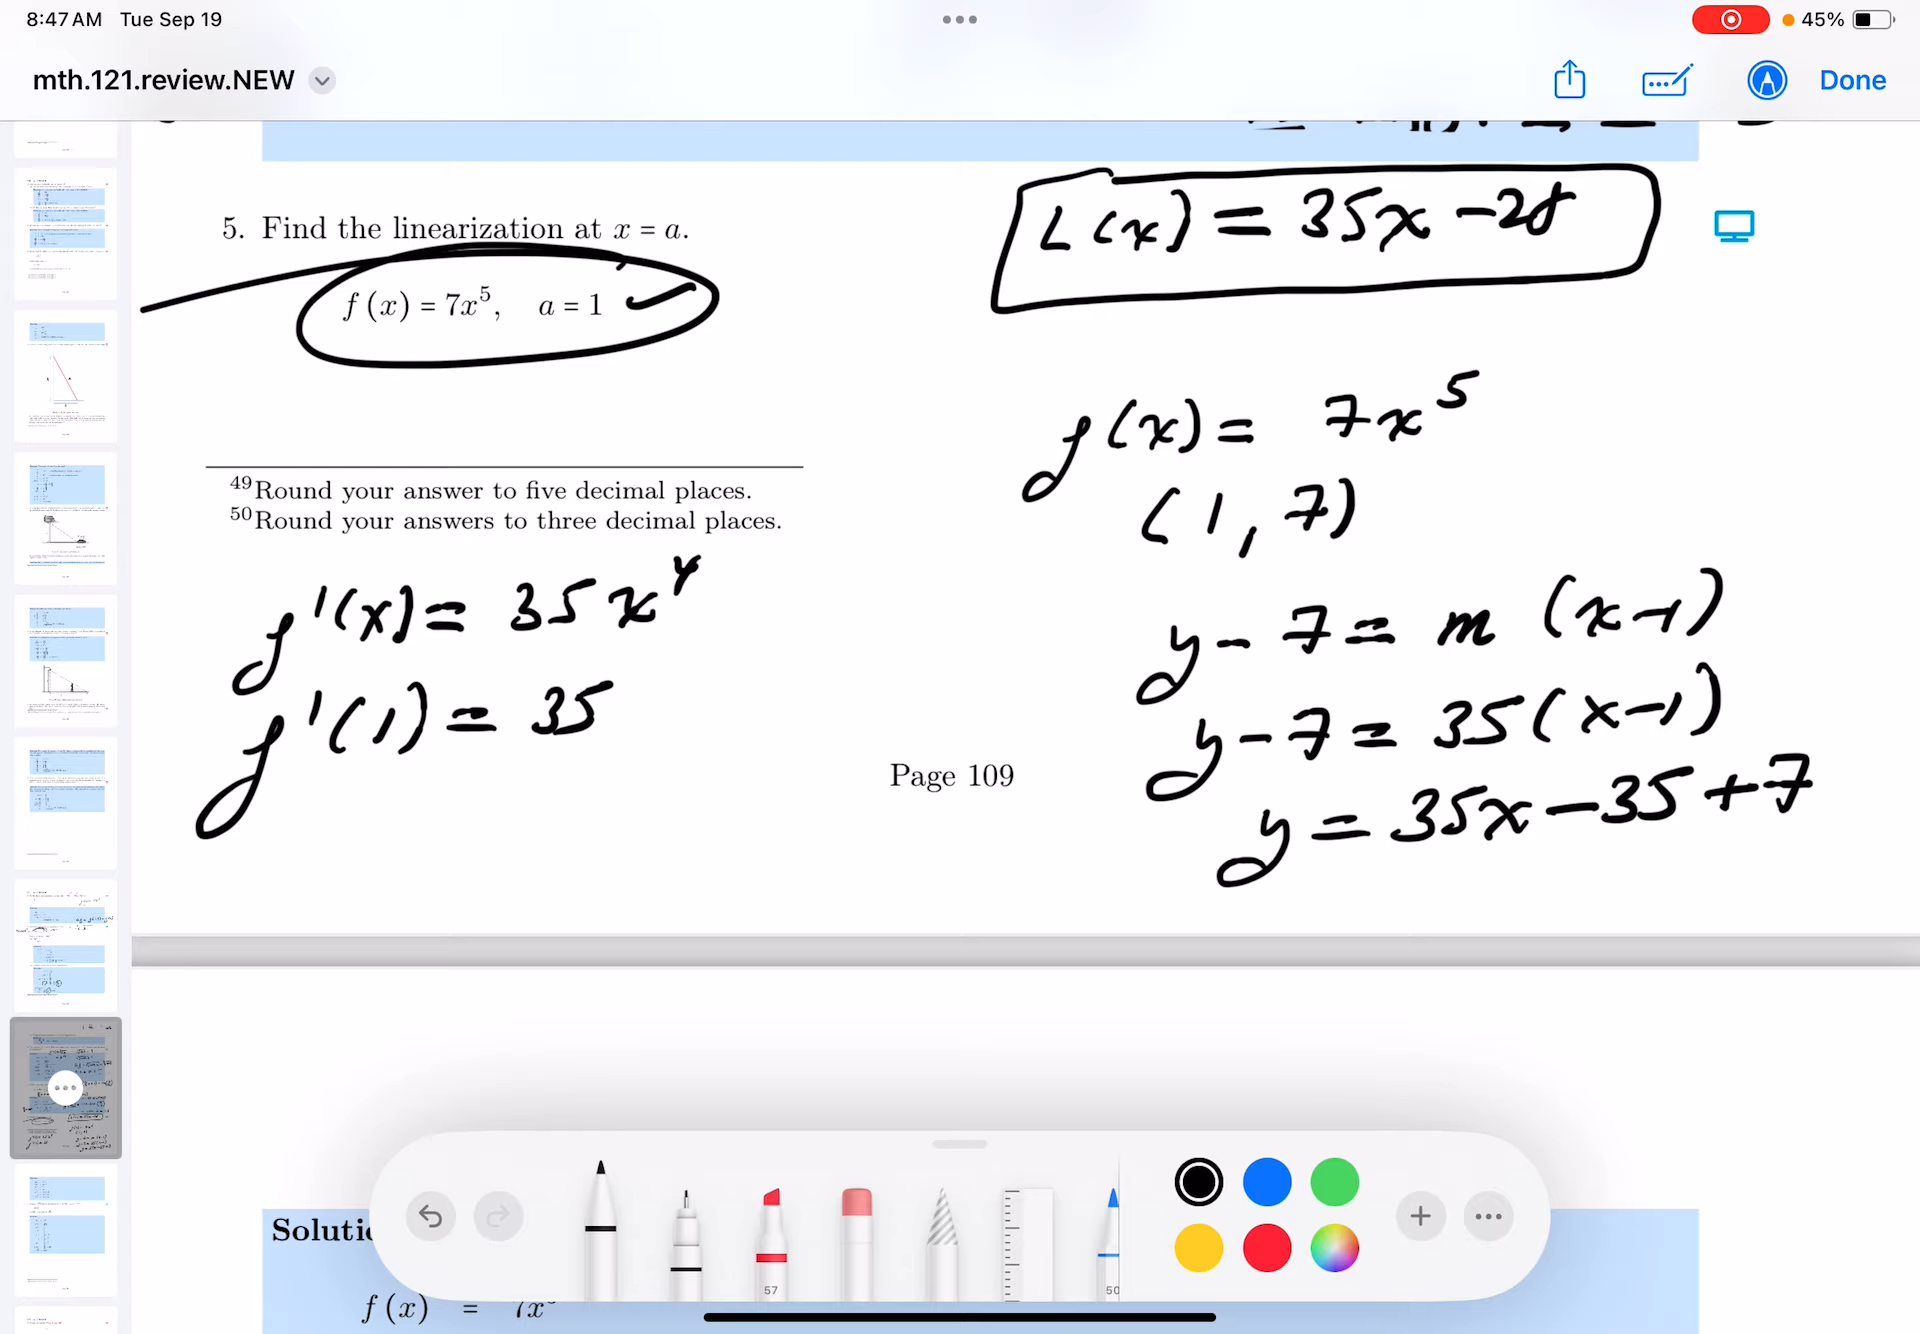 8:47 AM Tue Sep 19
45%
mth.121.review.NEW
Done
5. Find the linearization at x = a.
L(x) = 35x - 28
f (x) = 7x⁵, a = 1
f(x) = 7x⁵
(1, 7)
⁴⁹Round your answer to five decimal places.
⁵⁰Round your answers to three decimal places.
f'(x) = 35x⁴
f'(1) = 35
y - 7 = m (x-1)
y - 7 = 35(x-1)
y = 35x - 35 + 7
Page 109
57
50
f (x) = 7x